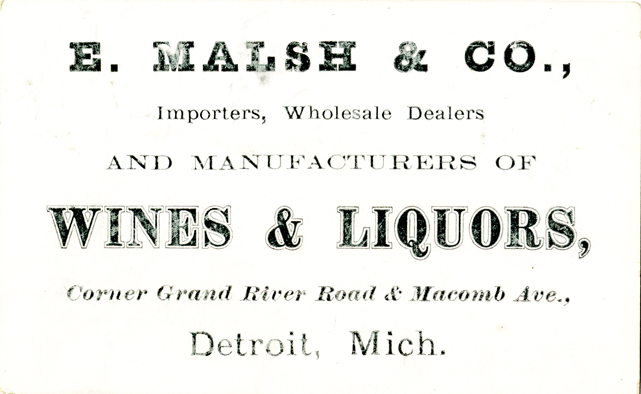 E. MALSH & CO.,
Importers, Wholesale Dealers
AND MANUFACTURERS OF
WINES & LIQUORS,
Corner Grand River Road & Macomb Ave.,
Detroit, Mich.